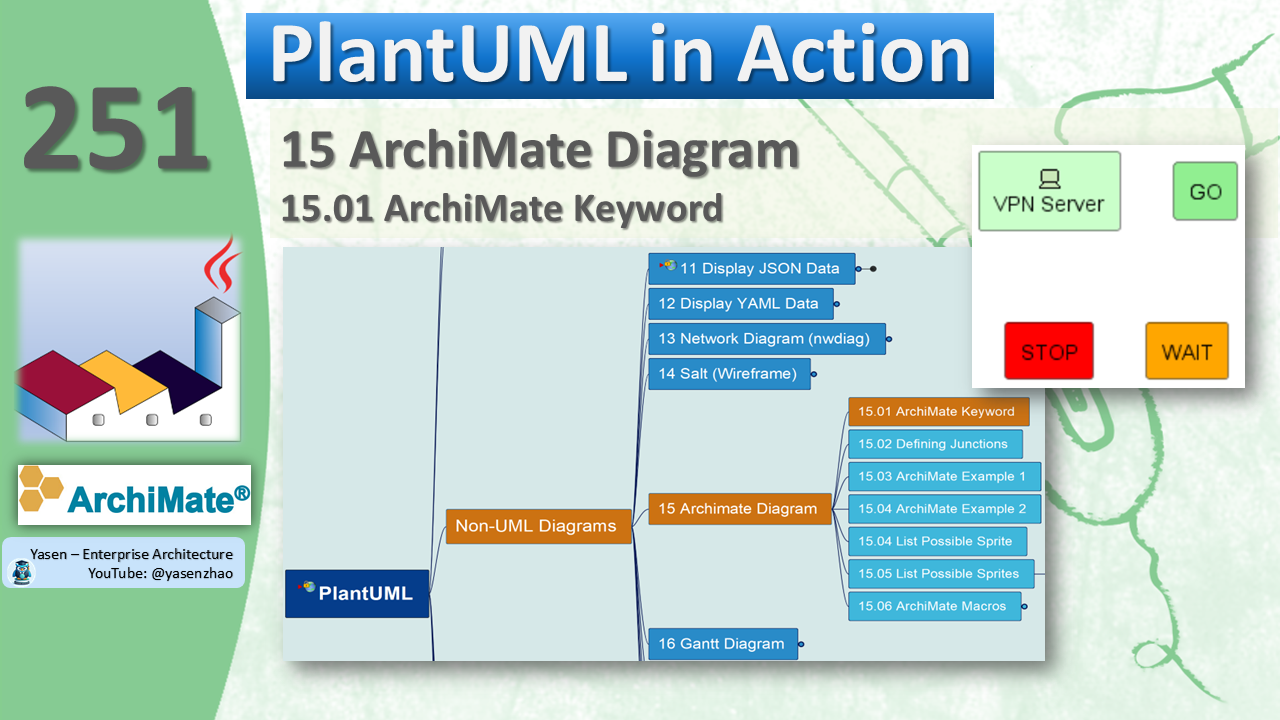 PlantUML in Action
251
15 ArchiMate Diagram
15.01 ArchiMate Keyword
VPN Server
GO
STOP
WAIT
11 Display JSON Data
12 Display YAML Data
13 Network Diagram (nwdiag)
14 Salt (Wireframe)
15.01 ArchiMate Keyword
15.02 Defining Junctions
15.03 ArchiMate Example 1
15 Archimate Diagram
15.04 ArchiMate Example 2
Non-UML Diagrams
15.04 List Possible Sprite
15.05 List Possible Sprites
PlantUML
15.06 ArchiMate Macros
16 Gantt Diagram
ArchiMate®
Yasen – Enterprise Architecture
YouTube: @yasenzhao